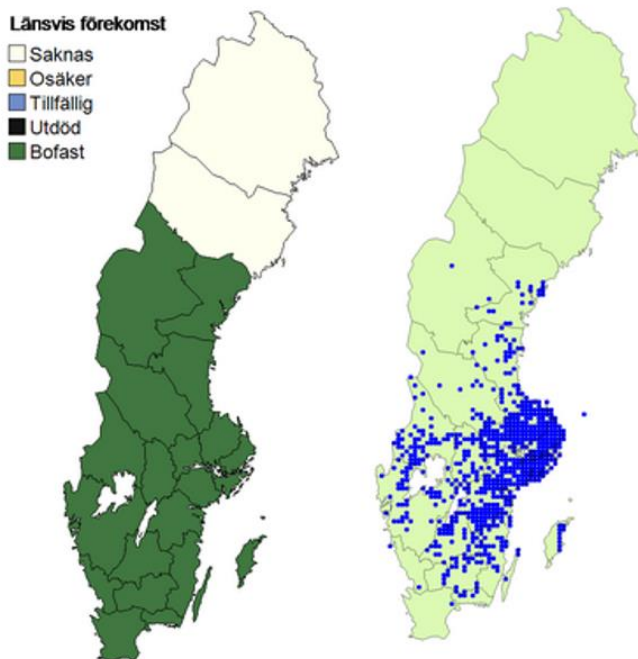 Länsvis förekomst
Saknas
Osäker
Tillfällig
Utdöd
Bofast